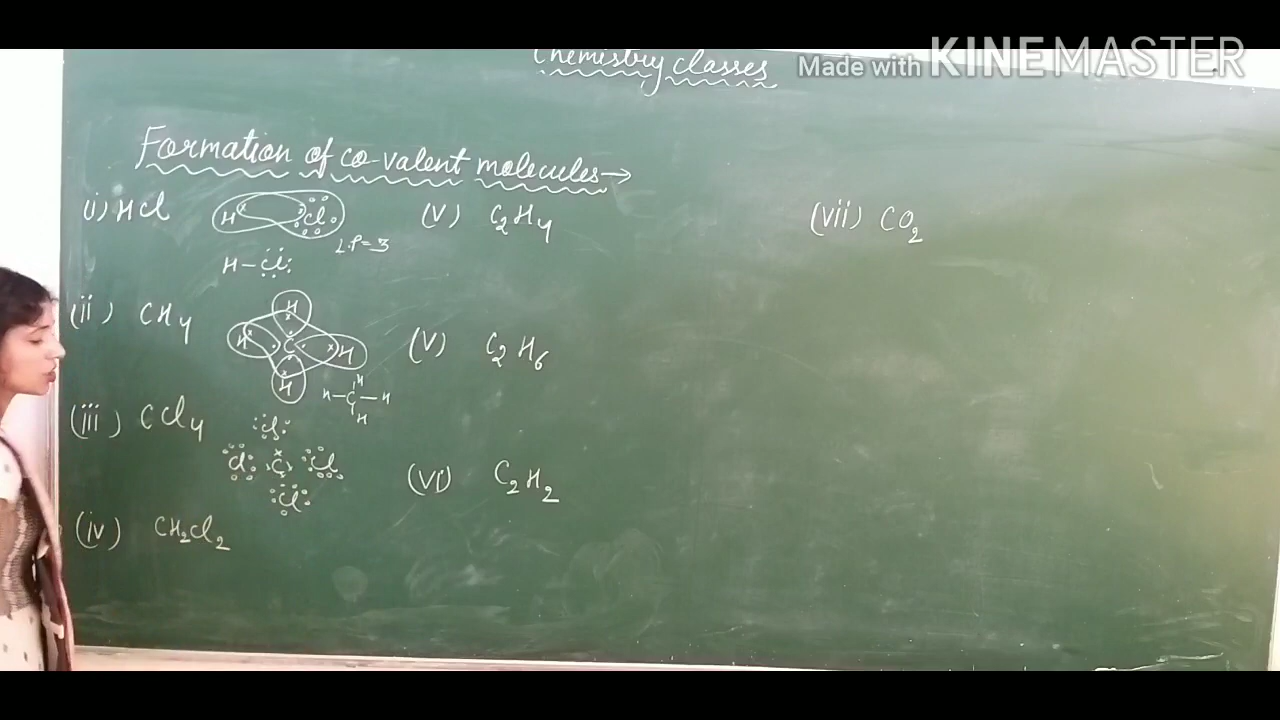 Chemistry classes
Made with KINEMASTER
Formation of co-valent molecules→
(i) HCl H Cl
L.P = 3
H – Cl
(ii) CH4
H
H C H
H
H
H – C – H
H
(iii) CCl4
Cl
Cl C Cl
Cl
(iv) CH2Cl2
(V) C2H4
(V) C2H6
(vi) C2H2
(vii) CO2